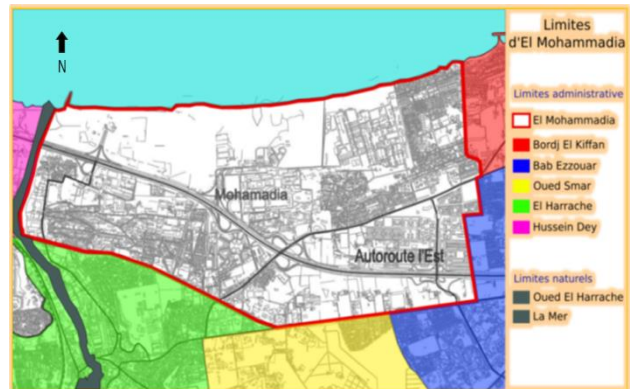 N
Mohamadia
Autoroute l'Est
Limites
d'El Mohammadia
Limites administrative
El Mohammadia
Bordj El Kiffan
Bab Ezzouar
Oued Smar
El Harrache
Hussein Dey
Limites naturels
Oued El Harrache
La Mer